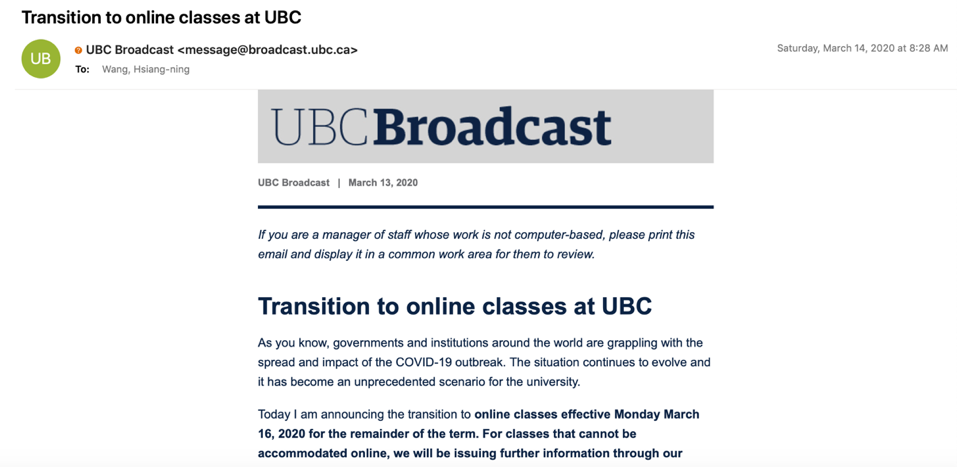 Transition to online classes at UBC
UB
UBC Broadcast <message@broadcast.ubc.ca>
Saturday, March 14, 2020 at 8:28 AM
To: Wang, Hsiang-ning
UBCBroadcast
UBC Broadcast | March 13, 2020
If you are a manager of staff whose work is not computer-based, please print this
email and display it in a common work area for them to review.
Transition to online classes at UBC
As you know, governments and institutions around the world are grappling with the
spread and impact of the COVID-19 outbreak. The situation continues to evolve and
it has become an unprecedented scenario for the university.
Today I am announcing the transition to online classes effective Monday March
16, 2020 for the remainder of the term. For classes that cannot be
accommodated online, we will be issuing further information through our